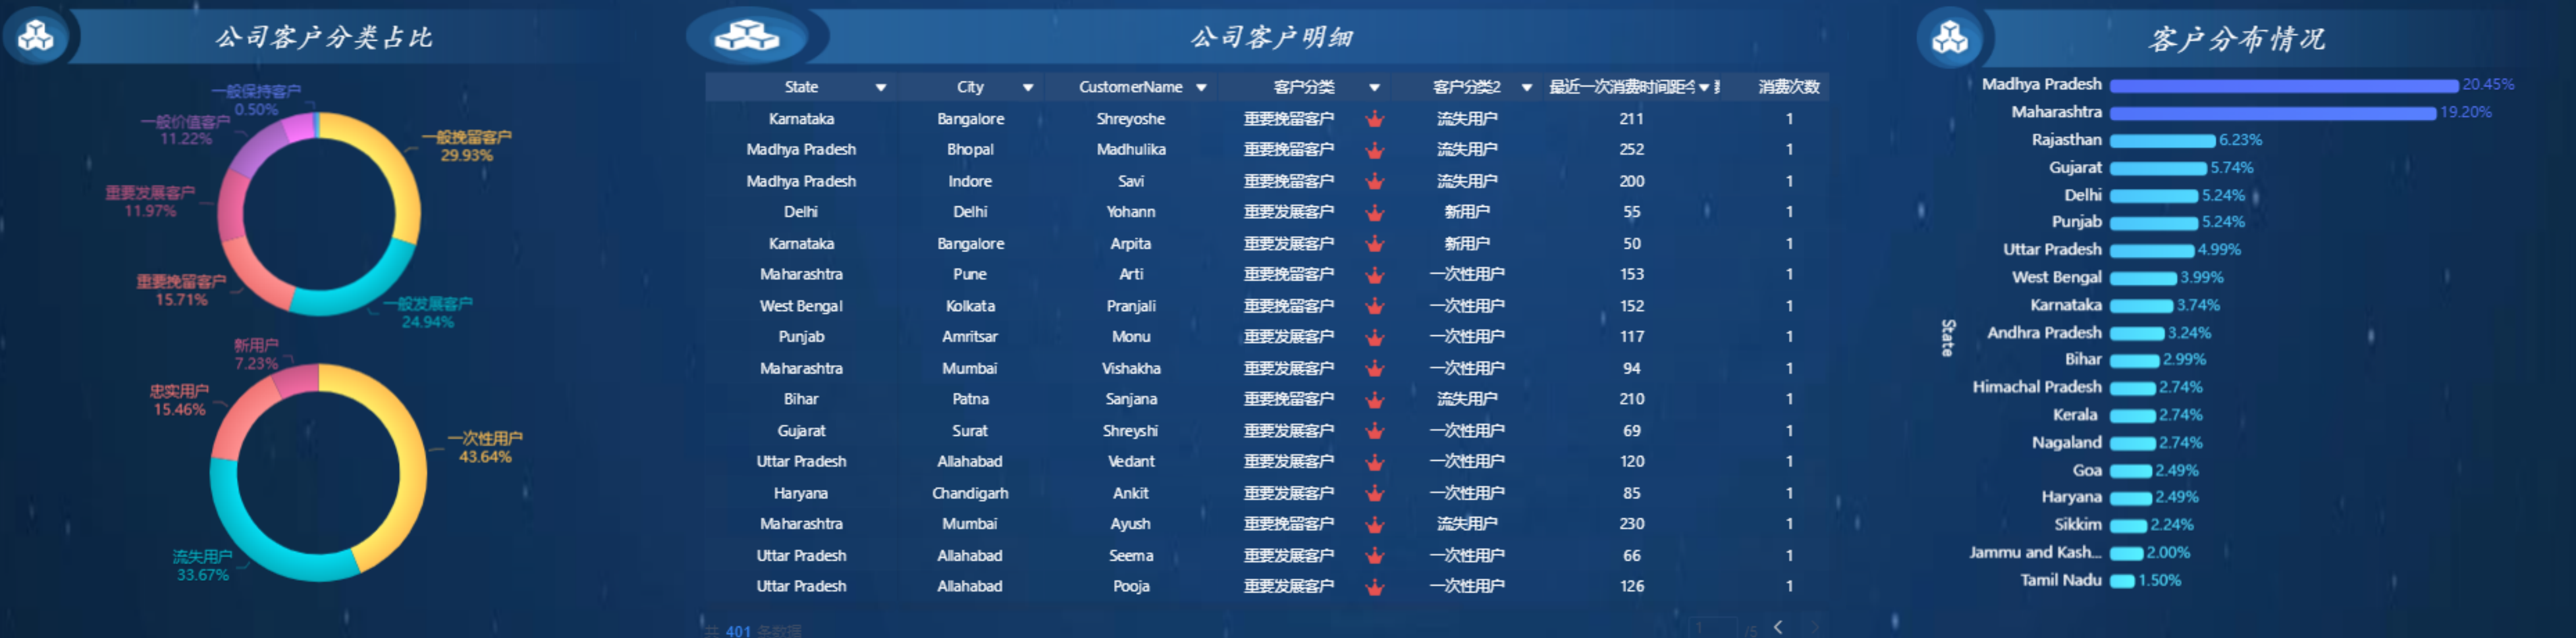 公司客户分类占比
一般保持客户
0.50%
一般价值客户
11.22%
一般挽留客户
29.93%
重要发展客户
11.97%
重要挽留客户
15.71%
一般发展客户
24.94%
新用户
7.23%
忠实用户
15.46%
一次性用户
43.64%
流失用户
33.67%
公司客户明细
State City CustomerName 客户分类 客户分类2 最近一次消费时间距今 消费次数
Karnataka Bangalore Shreyoshe 重要挽留客户 流失用户 211 1
Madhya Pradesh Bhopal Madhulika 重要挽留客户 流失用户 252 1
Madhya Pradesh Indore Savi 重要挽留客户 流失用户 200 1
Delhi Delhi Yohann 重要发展客户 新用户 55 1
Karnataka Bangalore Arpita 重要发展客户 新用户 50 1
Maharashtra Pune Arti 重要挽留客户 一次性用户 153 1
West Bengal Kolkata Pranjali 重要挽留客户 一次性用户 152 1
Punjab Amritsar Monu 重要发展客户 一次性用户 117 1
Maharashtra Mumbai Vishakha 重要发展客户 一次性用户 94 1
Bihar Patna Sanjana 重要挽留客户 流失用户 210 1
Gujarat Surat Shreyshi 重要发展客户 一次性用户 69 1
Uttar Pradesh Allahabad Vedant 重要发展客户 一次性用户 120 1
Haryana Chandigarh Ankit 重要发展客户 一次性用户 85 1
Maharashtra Mumbai Ayush 重要挽留客户 流失用户 230 1
Uttar Pradesh Allahabad Seema 重要发展客户 一次性用户 66 1
Uttar Pradesh Allahabad Pooja 重要发展客户 一次性用户 126 1
共 401 条数据
1 /5
客户分布情况
State
Madhya Pradesh 20.45%
Maharashtra 19.20%
Rajasthan 6.23%
Gujarat 5.74%
Delhi 5.24%
Punjab 5.24%
Uttar Pradesh 4.99%
West Bengal 3.99%
Karnataka 3.74%
Andhra Pradesh 3.24%
Bihar 2.99%
Himachal Pradesh 2.74%
Kerala 2.74%
Nagaland 2.74%
Goa 2.49%
Haryana 2.49%
Sikkim 2.24%
Jammu and Kash... 2.00%
Tamil Nadu 1.50%